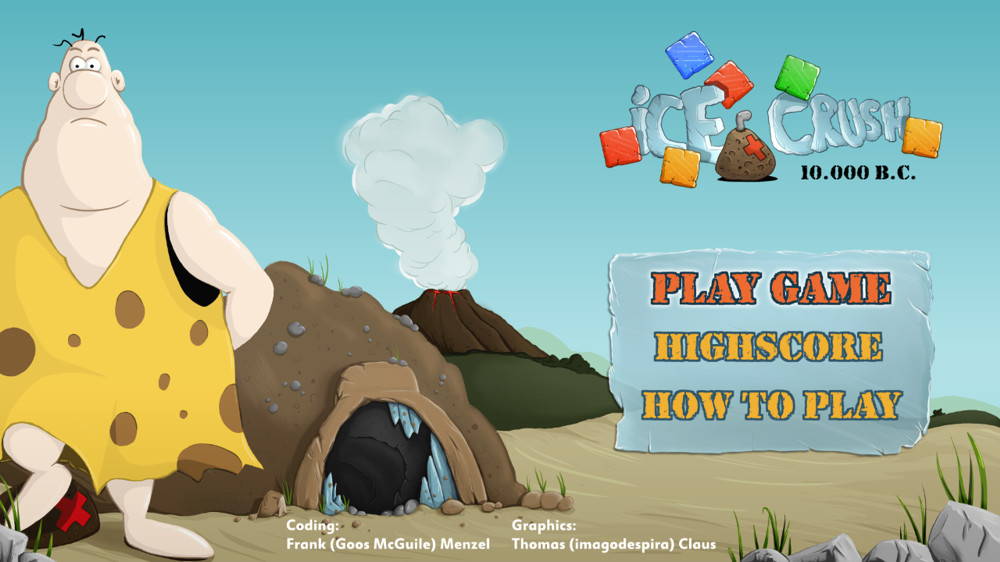 ICE CRUSH
10.000 B.C.
PLAY GAME
HIGHSCORE
HOW TO PLAY
Coding:
Frank (Goos McGuile) Menzel
Graphics:
Thomas (imagodespira) Claus